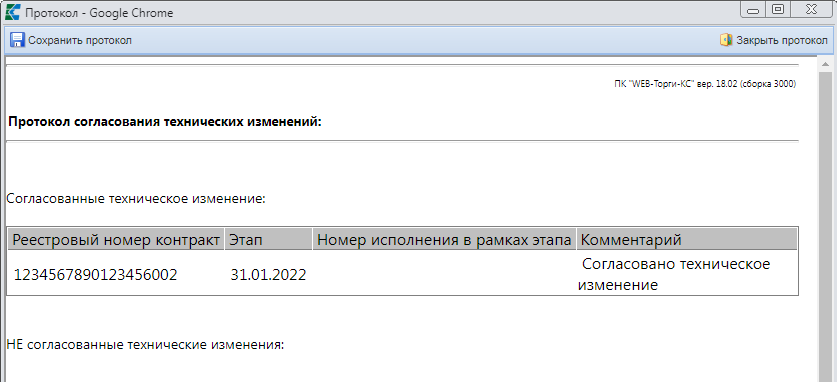 Протокол - Google Chrome
Сохранить протокол
Закрыть протокол
ПК "WEB-Торги-КС" вер. 18.02 (сборка 3000)
Протокол согласования технических изменений:
Согласованные техническое изменение:
Реестровый номер контракт Этап Номер исполнения в рамках этапа Комментарий
1234567890123456002 31.01.2022 Согласовано техническое
изменение
НЕ согласованные технические изменения: